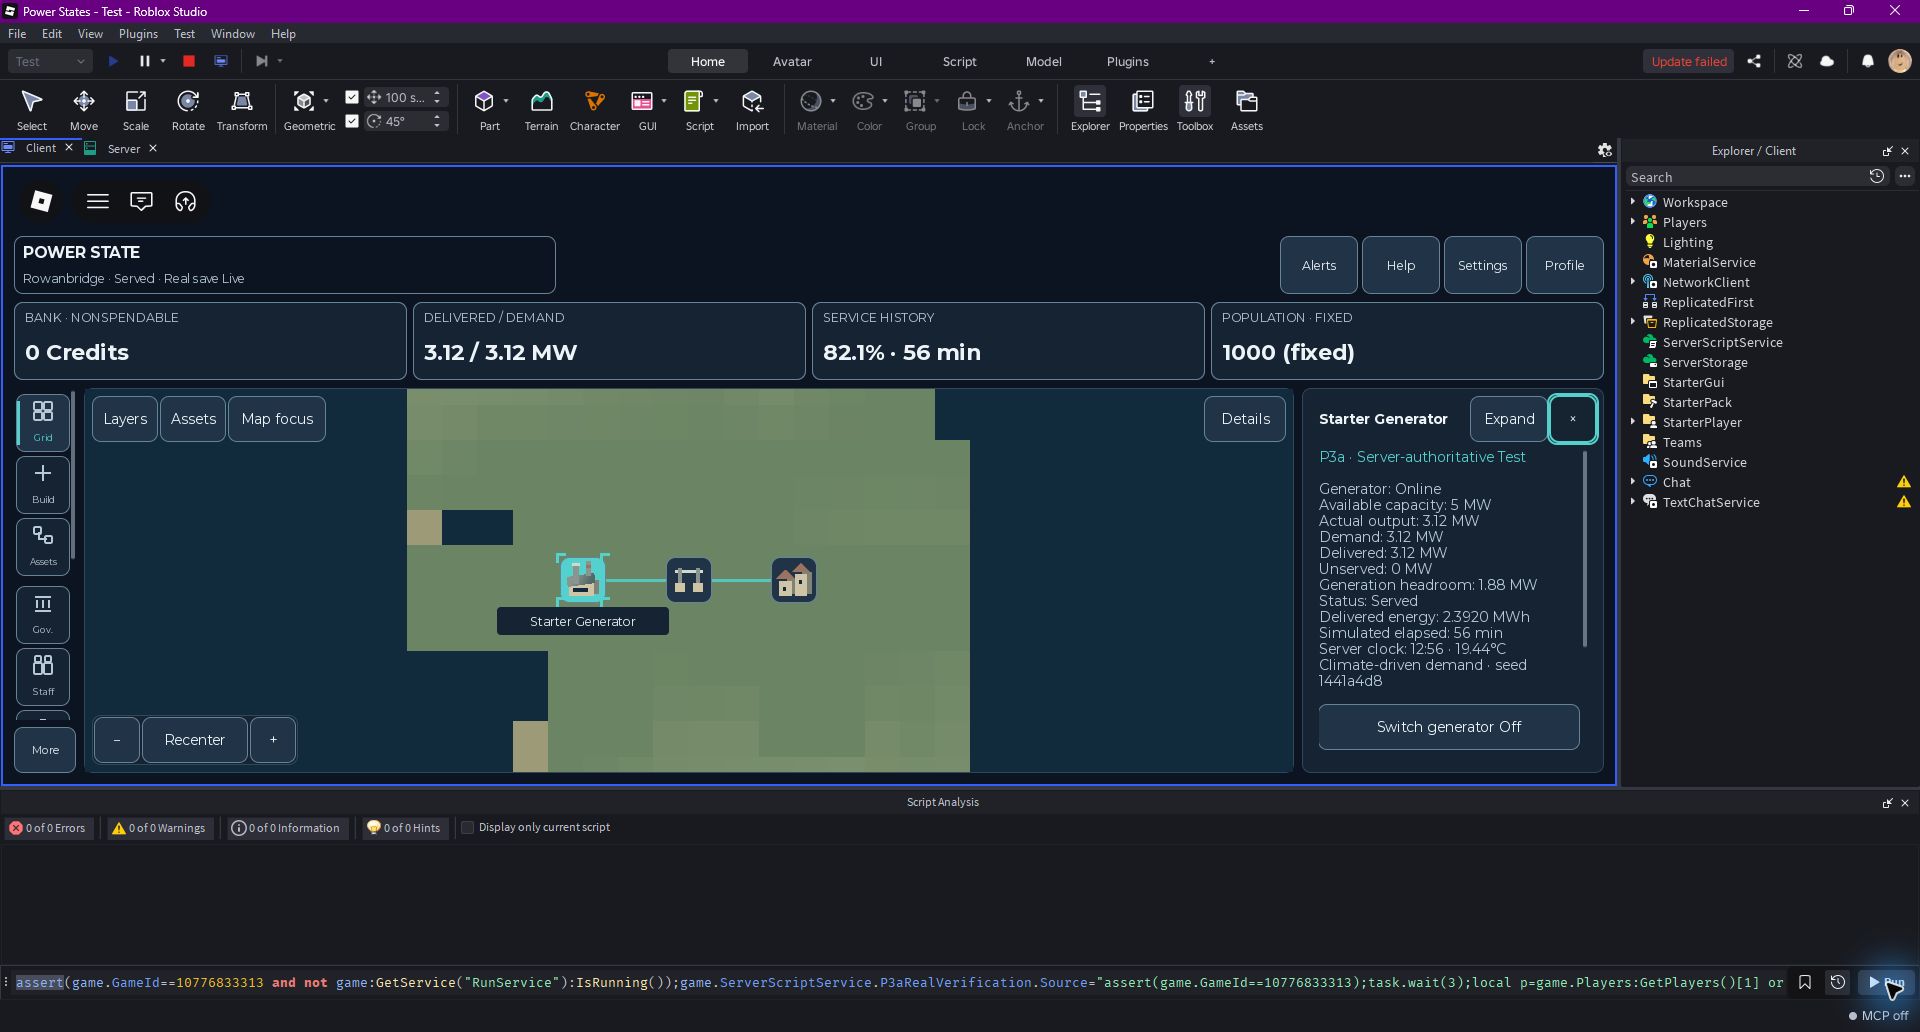 Power States - Test - Roblox Studio
File Edit View Plugins Test Window Help
Test
Home Avatar UI Script Model Plugins +
Update failed
100 s...
45°
Select Move Scale Rotate Transform Geometric Part Terrain Character GUI Script Import Material Color Group Lock Anchor Explorer Properties Toolbox Assets
Client Server
Explorer / Client
Search
Workspace
Players
Lighting
MaterialService
NetworkClient
ReplicatedFirst
ReplicatedStorage
ServerScriptService
ServerStorage
StarterGui
StarterPack
StarterPlayer
Teams
SoundService
Chat
TextChatService
POWER STATE
Rowanbridge · Served · Real save Live
Alerts Help Settings Profile
BANK · NONSPENDABLE
0 Credits
DELIVERED / DEMAND
3.12 / 3.12 MW
SERVICE HISTORY
82.1% · 56 min
POPULATION · FIXED
1000 (fixed)
Grid
Build
Assets
Gov.
Staff
More
Layers Assets Map focus
Details
Starter Generator
− Recenter +
Starter Generator Expand ×
P3a · Server-authoritative Test
Generator: Online
Available capacity: 5 MW
Actual output: 3.12 MW
Demand: 3.12 MW
Delivered: 3.12 MW
Unserved: 0 MW
Generation headroom: 1.88 MW
Status: Served
Delivered energy: 2.3920 MWh
Simulated elapsed: 56 min
Server clock: 12:56 · 19.44°C
Climate-driven demand · seed
1441a4d8
Switch generator Off
Script Analysis
0 of 0 Errors 0 of 0 Warnings 0 of 0 Information 0 of 0 Hints Display only current script
assert(game.GameId==10776833313 and not game:GetService("RunService"):IsRunning());game.ServerScriptService.P3aRealVerification.Source="assert(game.GameId==10776833313);task.wait(3);local p=game.Players:GetPlayers()[1] or
MCP off